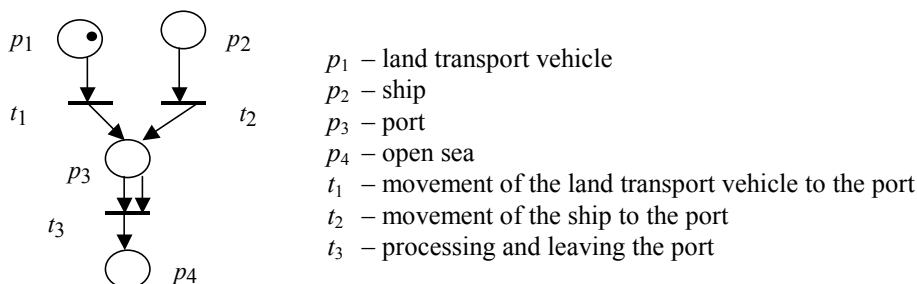 p1
p2
t1
t2
p3
t3
p4
p1 – land transport vehicle
p2 – ship
p3 – port
p4 – open sea
t1 – movement of the land transport vehicle to the port
t2 – movement of the ship to the port
t3 – processing and leaving the port